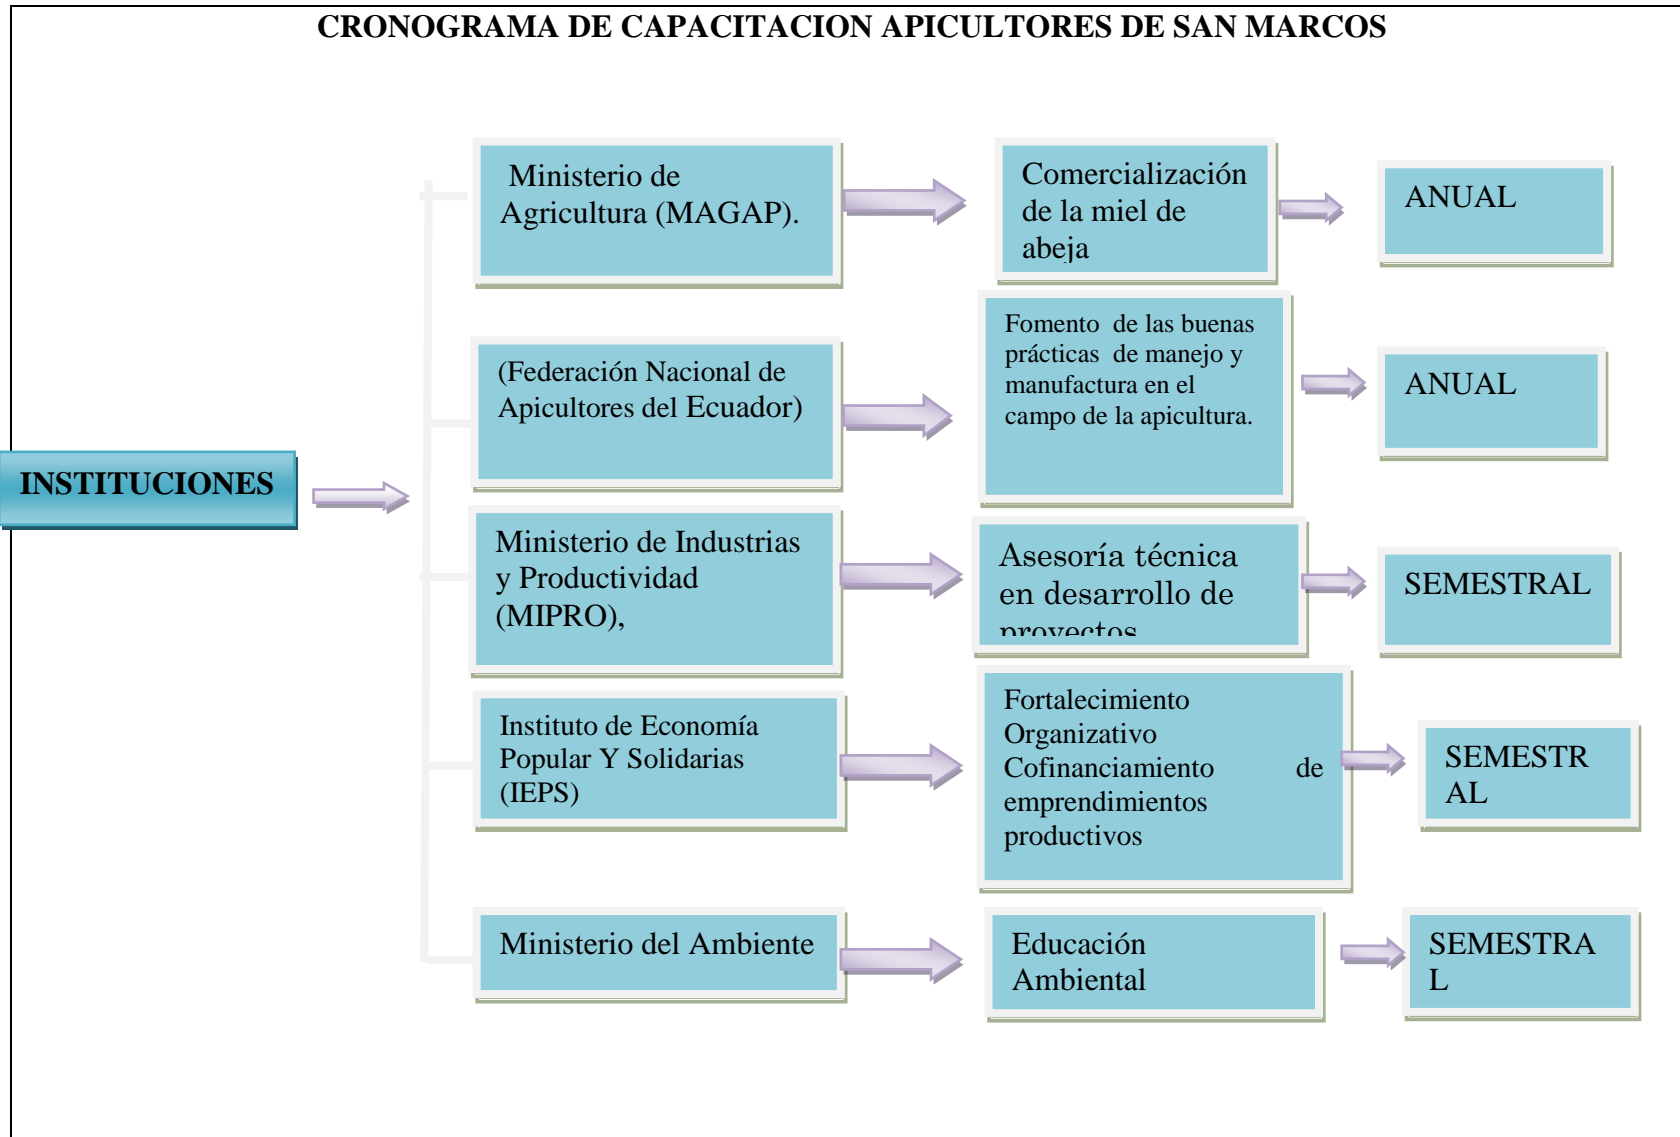 CRONOGRAMA DE CAPACITACION APICULTORES DE SAN MARCOS
INSTITUCIONES
Ministerio de
Agricultura (MAGAP).
Comercialización
de la miel de
abeja
ANUAL
(Federación Nacional de
Apicultores del Ecuador)
Fomento de las buenas
prácticas de manejo y
manufactura en el
campo de la apicultura.
ANUAL
Ministerio de Industrias
y Productividad
(MIPRO),
Asesoría técnica
en desarrollo de
proyectos
SEMESTRAL
Instituto de Economía
Popular Y Solidarias
(IEPS)
Fortalecimiento
Organizativo
Cofinanciamiento de
emprendimientos
productivos
SEMESTR
AL
Ministerio del Ambiente
Educación
Ambiental
SEMESTRA
L